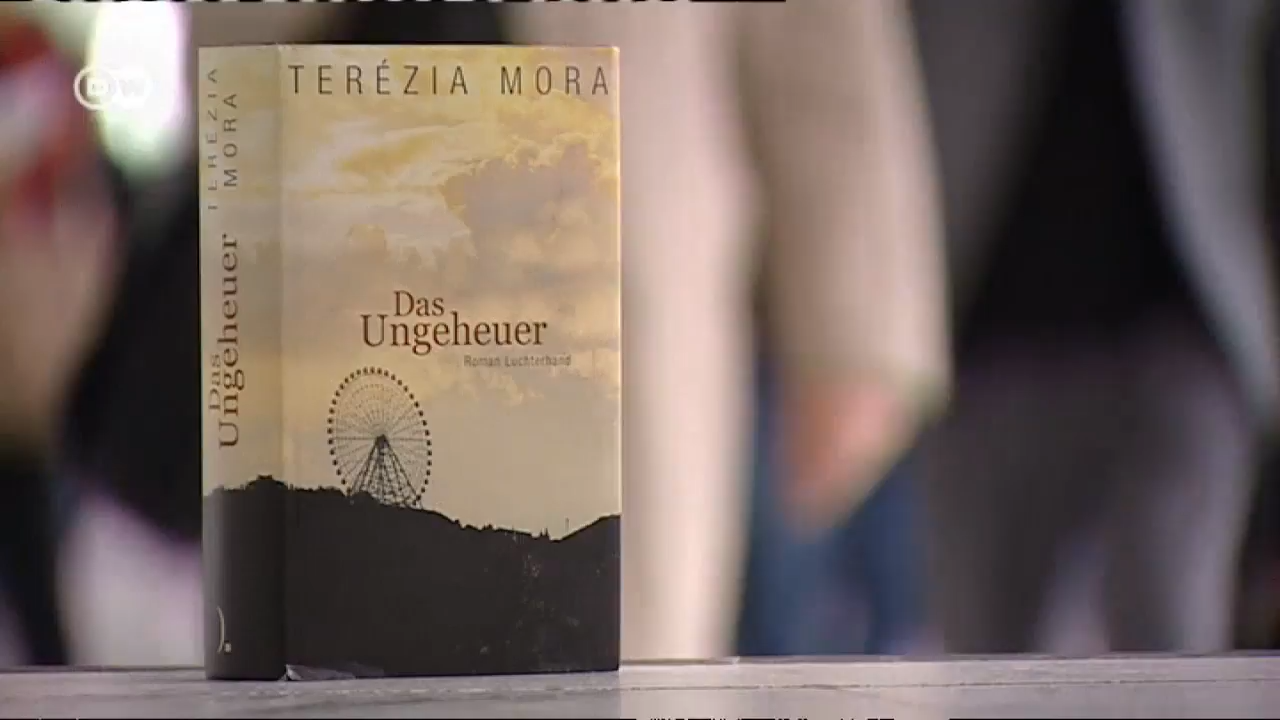 DW
TERÉZIA MORA
TERÉZIA
MORA
Das
Ungeheuer
Das
Ungeheuer
Roman Luchterhand